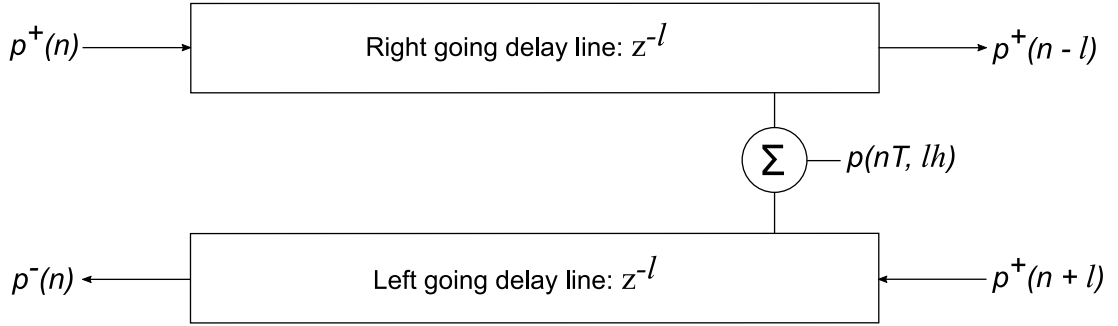 p⁺(n)
Right going delay line: z⁻ˡ
p⁺(n - l)
Σ
p(nT, lh)
p⁻(n)
Left going delay line: z⁻ˡ
p⁺(n + l)